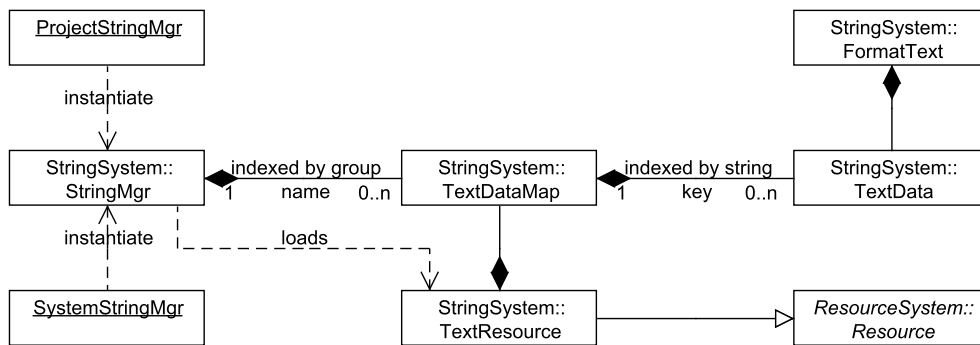 ProjectStringMgr
StringSystem::
FormatText
instantiate
StringSystem::
StringMgr
indexed by group
1
name
0..n
StringSystem::
TextDataMap
indexed by string
1
key
0..n
StringSystem::
TextData
instantiate
loads
SystemStringMgr
StringSystem::
TextResource
ResourceSystem::
Resource